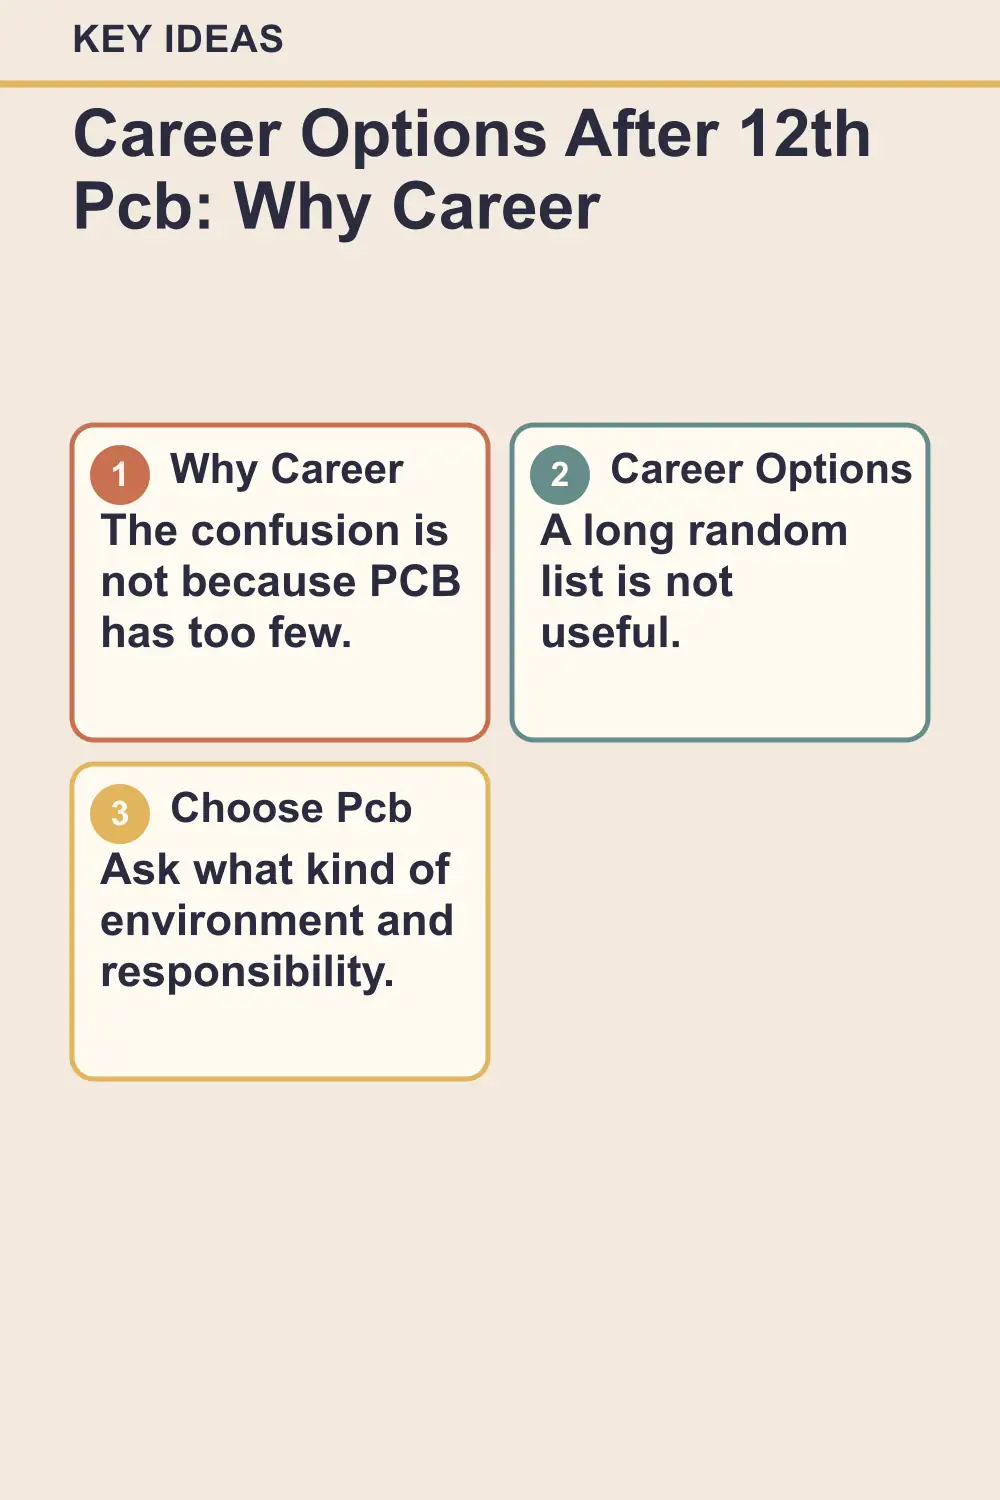 KEY IDEAS
Career Options After 12th
Pcb: Why Career
1 Why Career
The confusion is
not because PCB
has too few.
2 Career Options
A long random
list is not
useful.
3 Choose Pcb
Ask what kind of
environment and
responsibility.